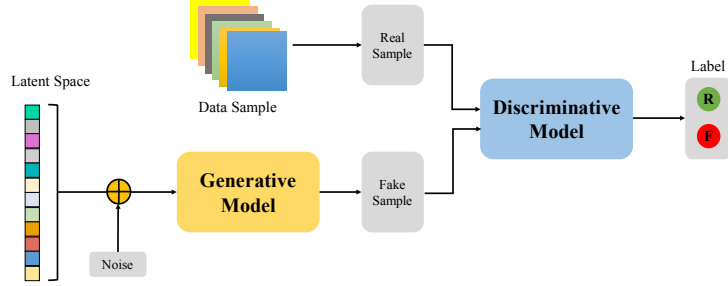 Real
Sample
Latent Space
Data Sample
Label
R
F
Discriminative
Model
Generative
Model
Fake
Sample
Noise